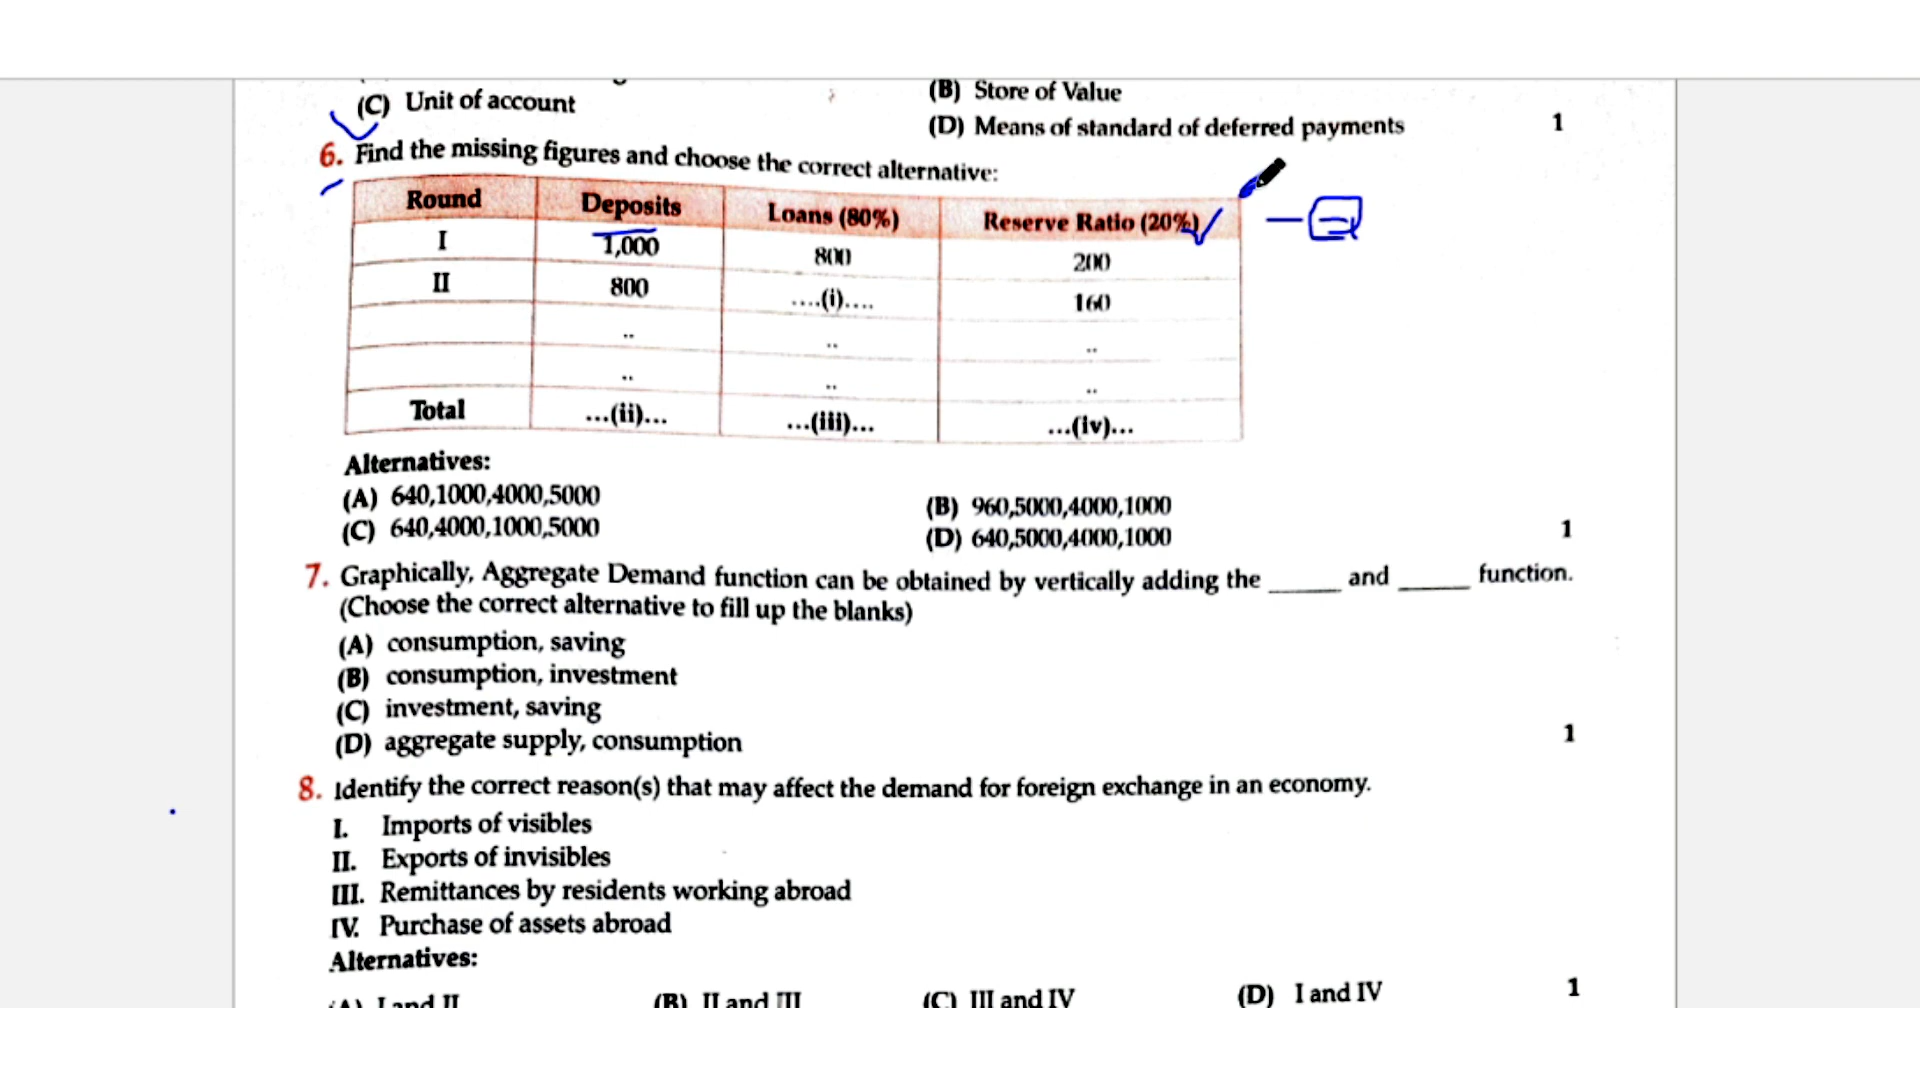 (B) Store of Value
(C) Unit of account
(D) Means of standard of deferred payments 1
6. Find the missing figures and choose the correct alternative:
Round Deposits Loans (80%) Reserve Ratio (20%)
I 1,000 800 200
II 800 ....(i).... 160
.. .. ..
.. .. ..
Total ...(ii)... ...(iii)... ...(iv)...
Alternatives:
(A) 640,1000,4000,5000 (B) 960,5000,4000,1000
(C) 640,4000,1000,5000 (D) 640,5000,4000,1000 1
7. Graphically, Aggregate Demand function can be obtained by vertically adding the _____ and _____ function.
(Choose the correct alternative to fill up the blanks)
(A) consumption, saving
(B) consumption, investment
(C) investment, saving
(D) aggregate supply, consumption 1
8. Identify the correct reason(s) that may affect the demand for foreign exchange in an economy.
I. Imports of visibles
II. Exports of invisibles
III. Remittances by residents working abroad
IV. Purchase of assets abroad
Alternatives:
(A) I and II (B) II and III (C) III and IV (D) I and IV 1